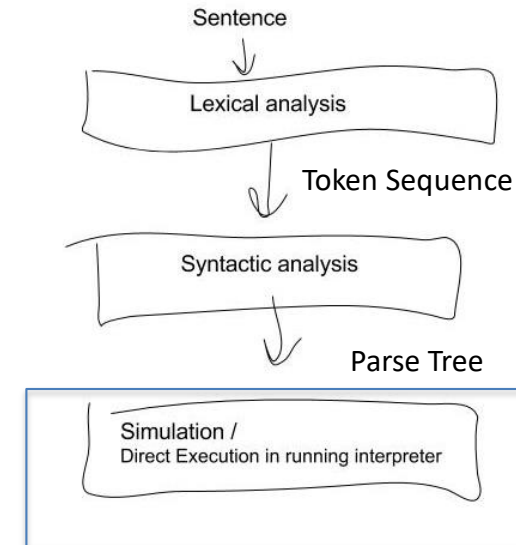 Sentence
Lexical analysis
Token Sequence
Syntactic analysis
Parse Tree
Simulation /
Direct Execution in running interpreter